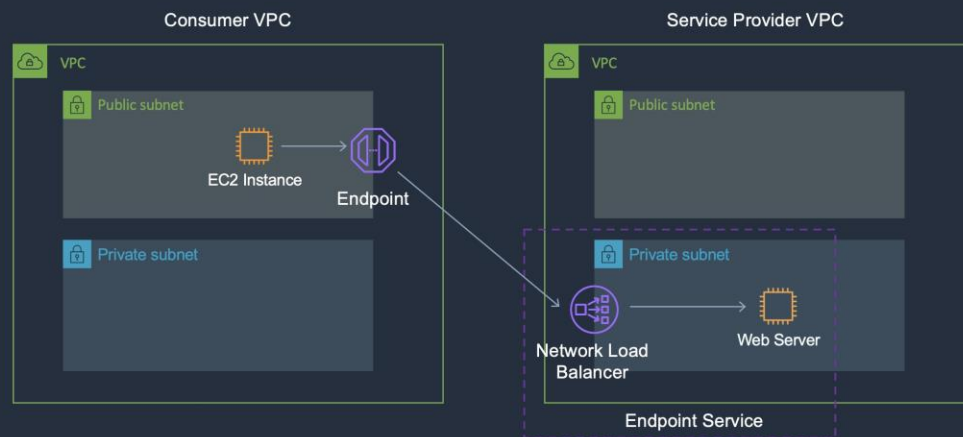 Consumer VPC
Service Provider VPC
VPC
VPC
Public subnet
Public subnet
EC2 Instance
Endpoint
Private subnet
Private subnet
Network Load
Balancer
Web Server
Endpoint Service